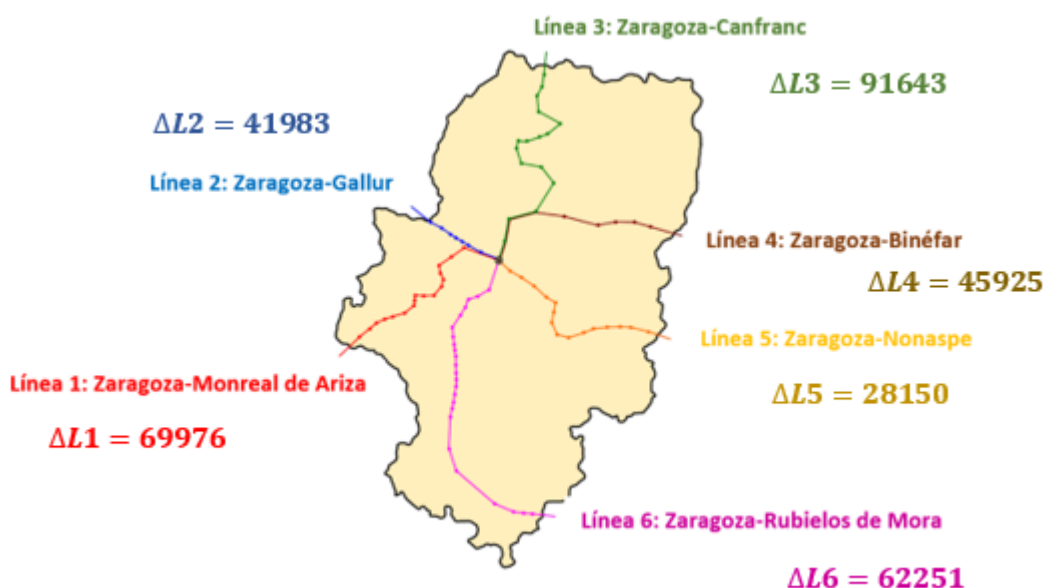 Línea 3: Zaragoza-Canfranc
ΔL3 = 91643
ΔL2 = 41983
Línea 2: Zaragoza-Gallur
Línea 4: Zaragoza-Binéfar
ΔL4 = 45925
Línea 5: Zaragoza-Nonaspe
Línea 1: Zaragoza-Monreal de Ariza
ΔL5 = 28150
ΔL1 = 69976
Línea 6: Zaragoza-Rubielos de Mora
ΔL6 = 62251